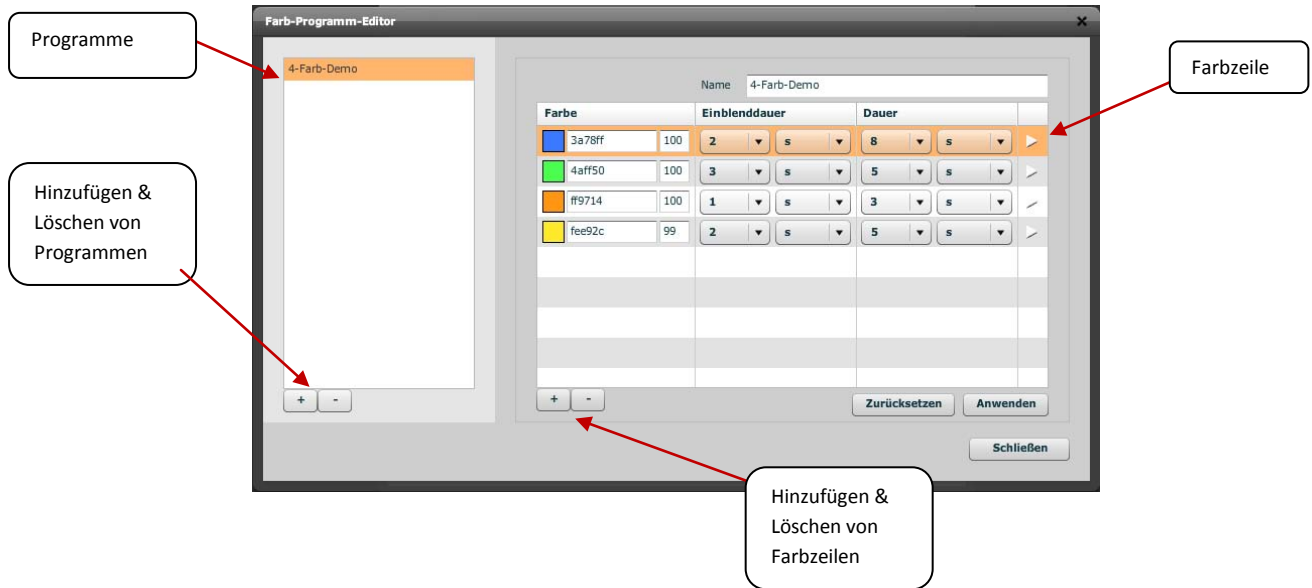 Farb-Programm-Editor
Programme
4-Farb-Demo
Farbzeile
Name 4-Farb-Demo
Farbe Einblenddauer Dauer
3a78ff 100 2 s 8 s
4aff50 100 3 s 5 s
ff9714 100 1 s 3 s
fee92c 99 2 s 5 s
Hinzufügen &
Löschen von
Programmen
+ -
+ -
Zurücksetzen Anwenden
Schließen
Hinzufügen &
Löschen von
Farbzeilen